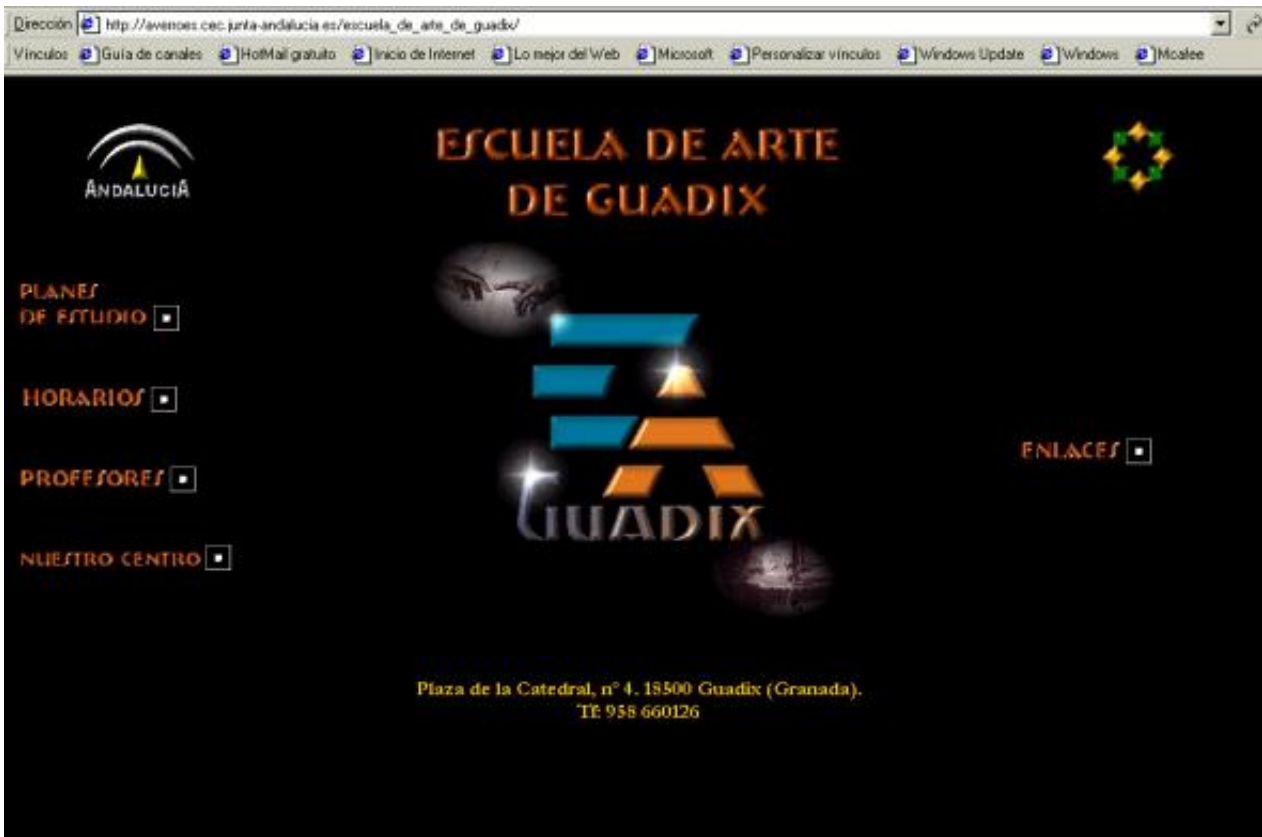 Dirección http://averroes.cec.junta-andalucia.es/escuela_de_arte_de_guadix/
Vínculos Guía de canales HotMail gratuito Inicio de Internet Lo mejor del Web Microsoft Personalizar vínculos Windows Update Windows Mcafee
ANDALUCIA
ESCUELA DE ARTE
DE GUADIX
PLANES
DE ESTUDIO
HORARIOS
PROFESORES
NUESTRO CENTRO
EA
GUADIX
ENLACES
Plaza de la Catedral, nº 4. 18500 Guadix (Granada).
Tf: 958 660126